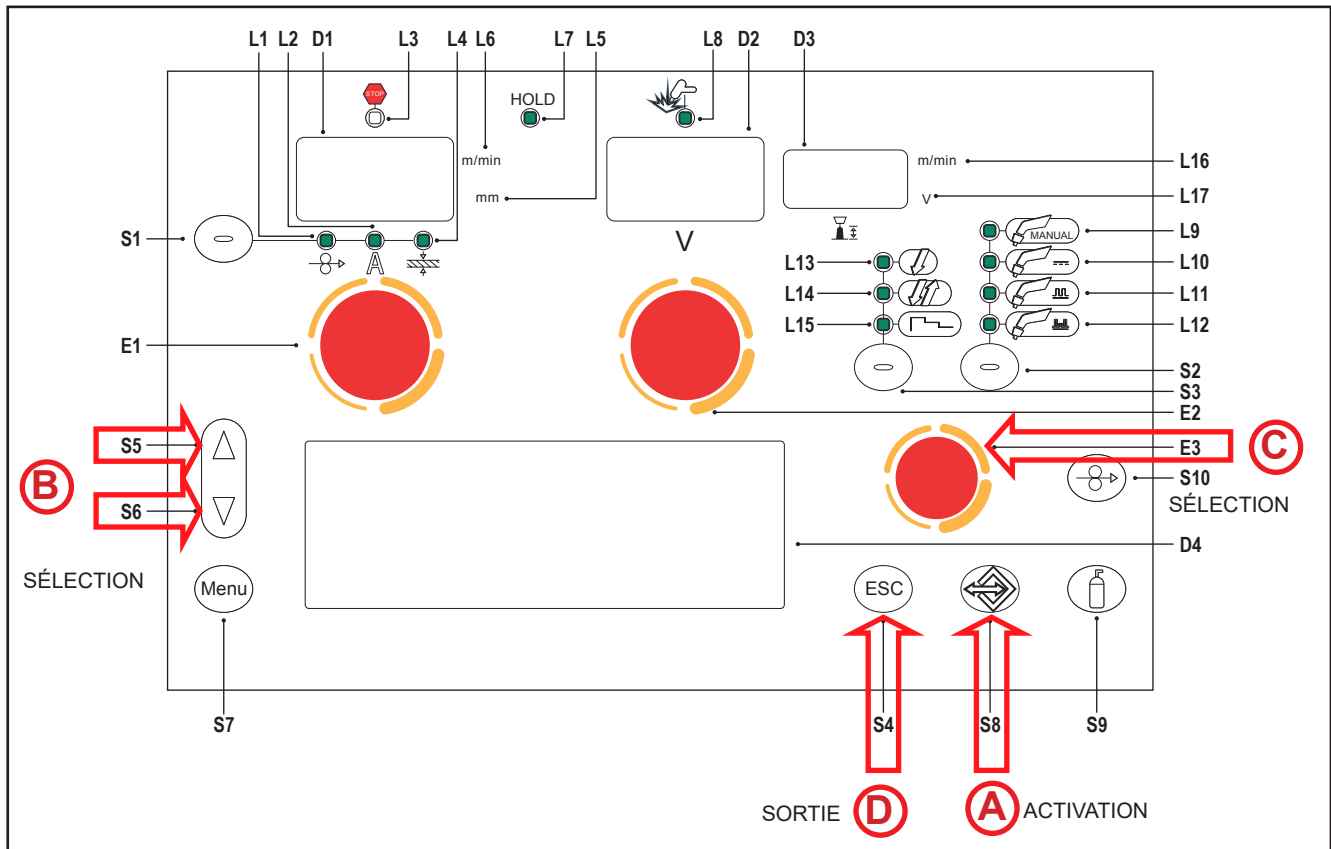 L1 L2 D1 L3 L4 L6 L7 L5 L8 D2 D3
STOP
HOLD
m/min
mm
m/min
L16
V
L17
S1
A
V
MANUAL
L9
L13
L10
L14
L11
L15
L12
E1
S2
S3
E2
S5
E3
C
B
S10
S6
SÉLECTION
D4
SÉLECTION
Menu
ESC
S7
S4
S8
S9
SORTIE
D
A
ACTIVATION